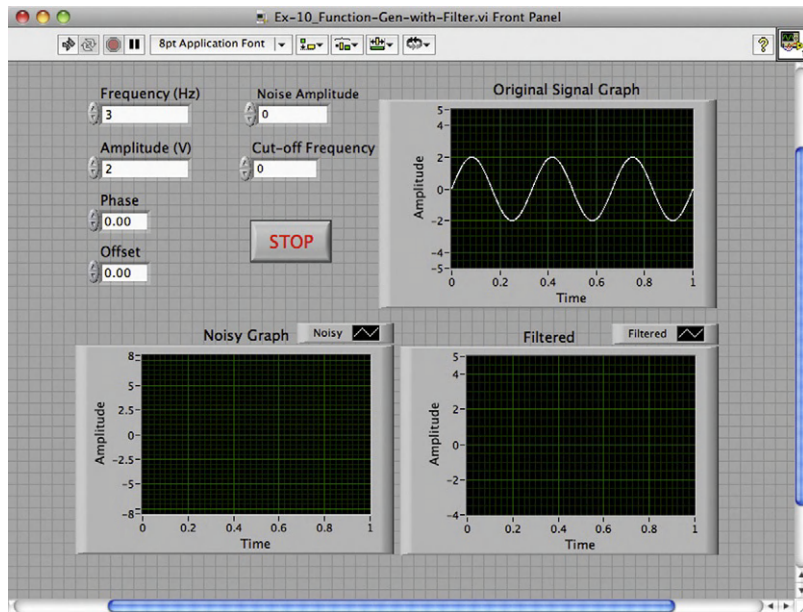 Ex-10_Function-Gen-with-Filter.vi Front Panel
8pt Application Font
?
Frequency (Hz)
3
Noise Amplitude
0
Amplitude (V)
2
Cut-off Frequency
0
Phase
0.00
Offset
0.00
STOP
Original Signal Graph
Amplitude
5-
4-
2-
0-
-2-
-4-
-5-
0 0.2 0.4 0.6 0.8 1
Time
Noisy Graph
Noisy
Amplitude
8-
5-
2.5-
0-
-2.5-
-5-
-8-
0 0.2 0.4 0.6 0.8 1
Time
Filtered
Filtered
Amplitude
5-
4-
2-
0-
-2-
-4-
0 0.2 0.4 0.6 0.8 1
Time